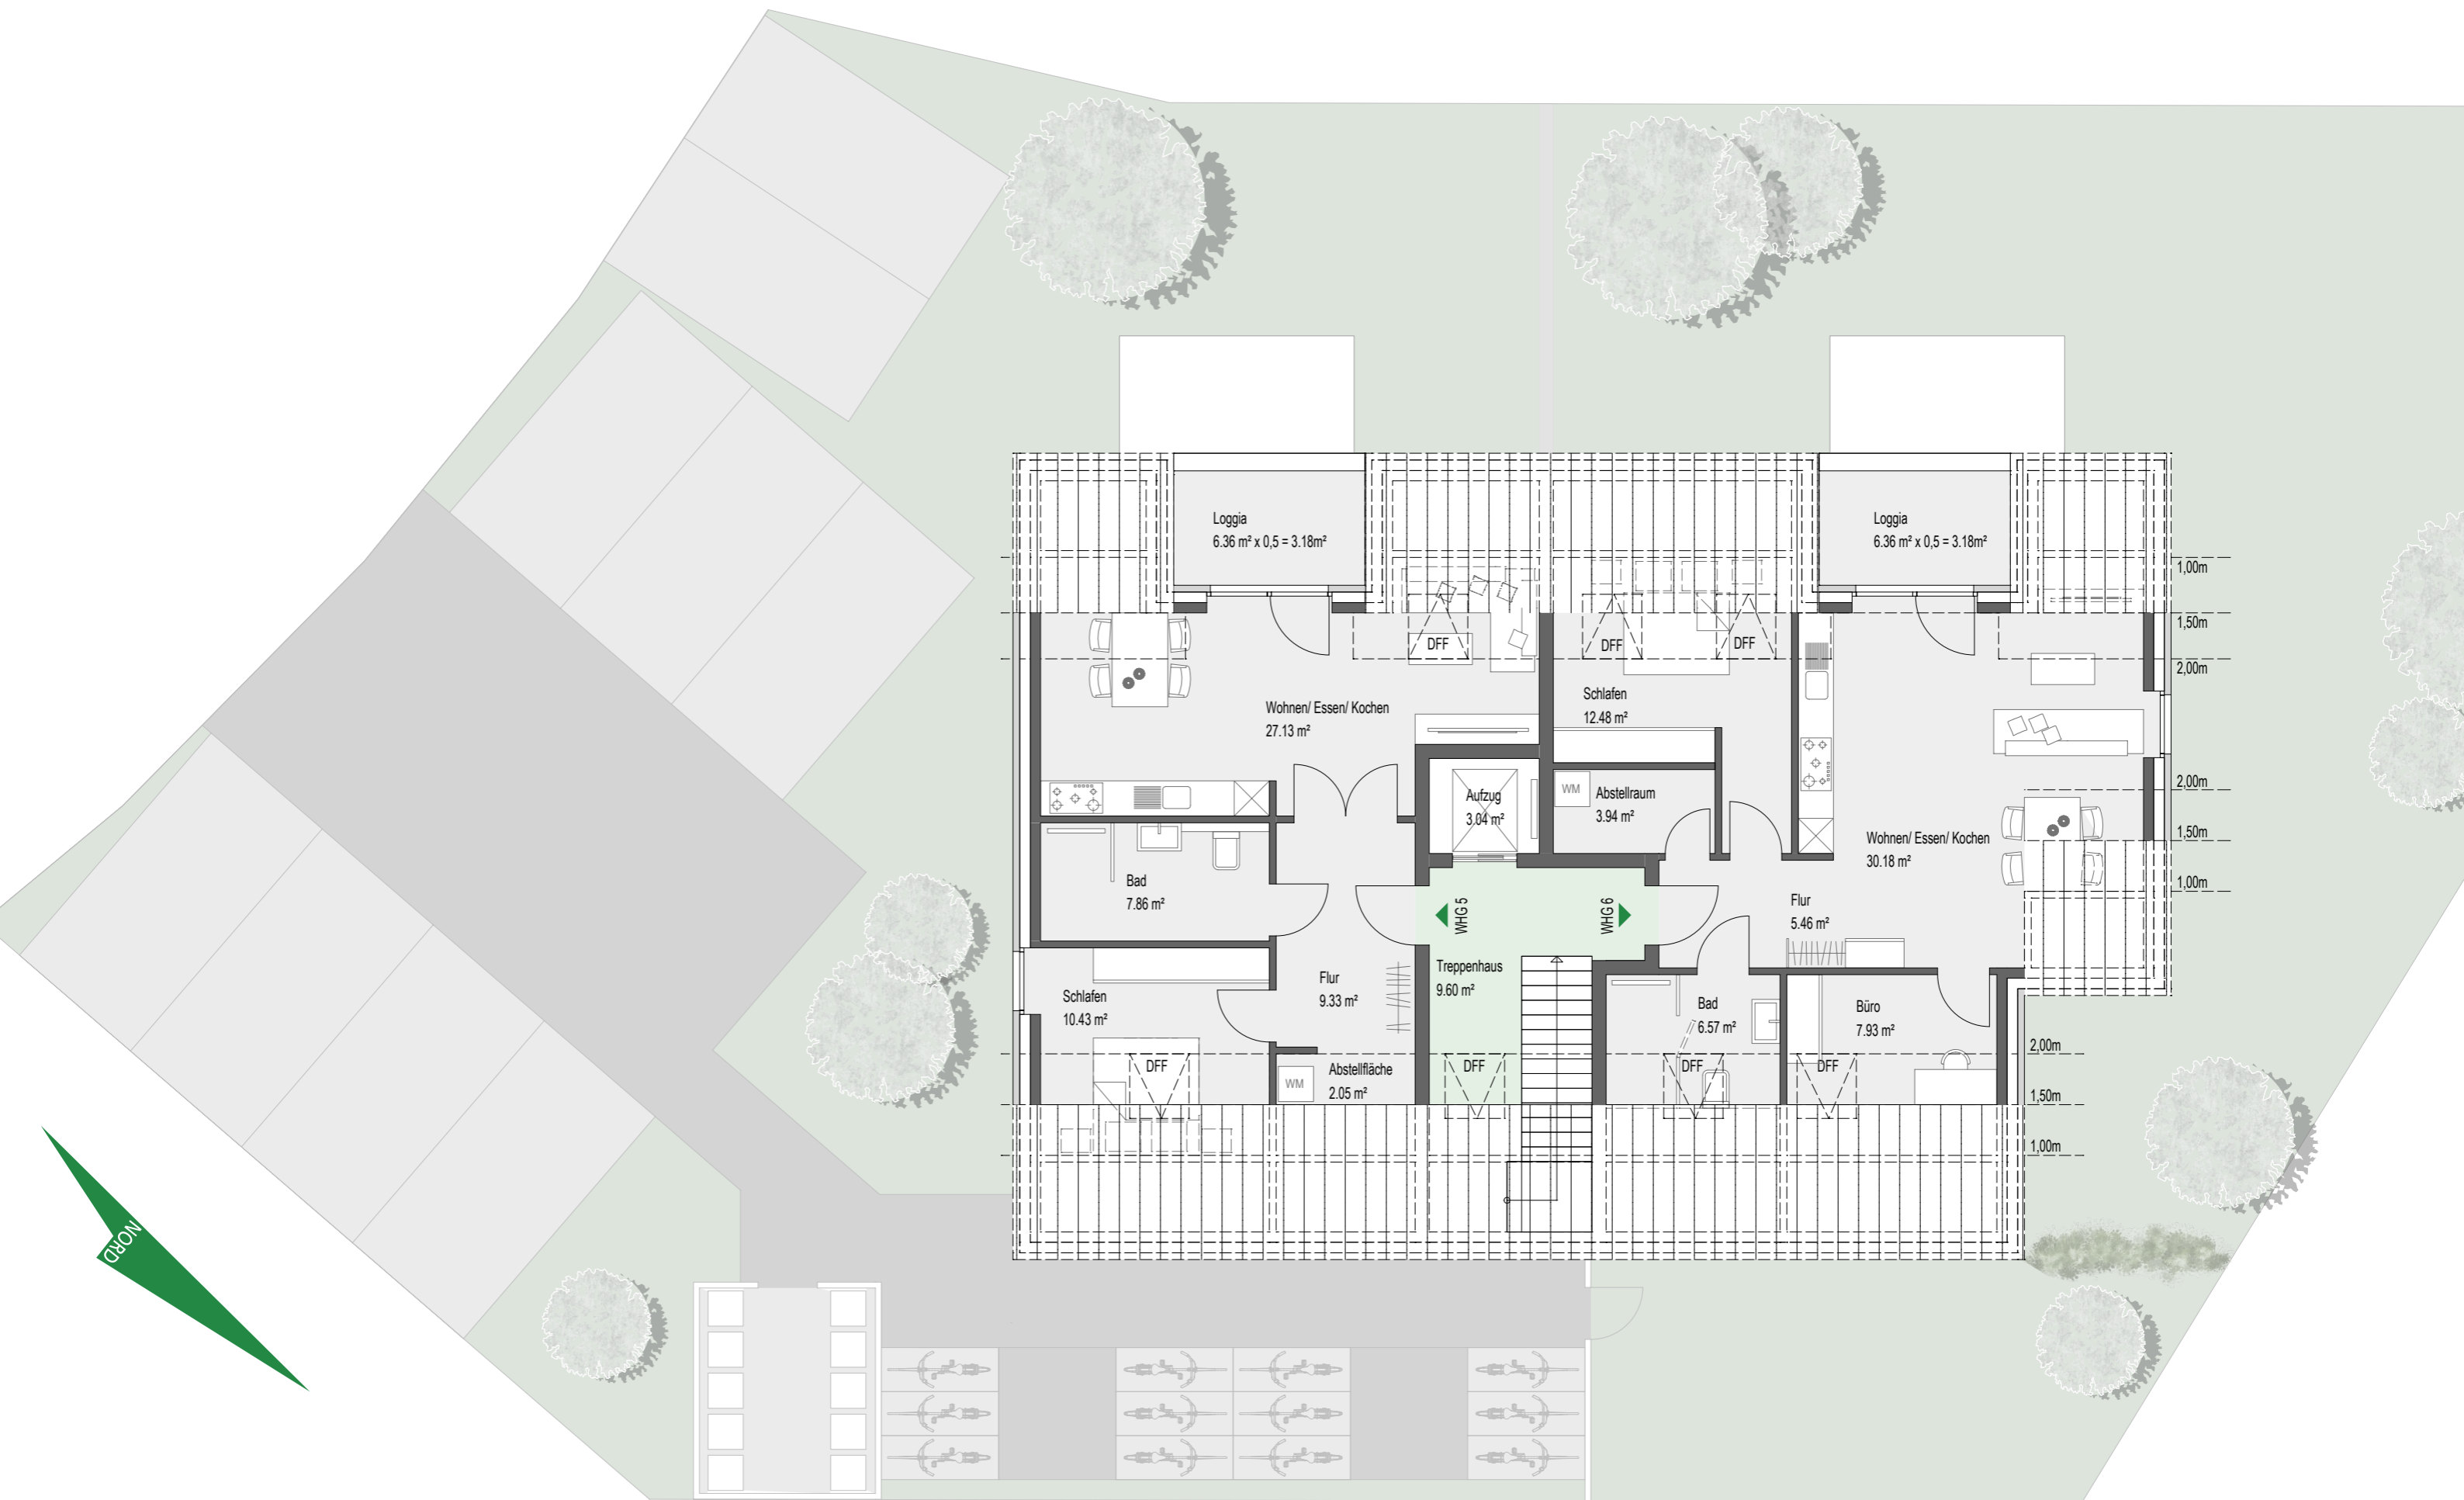 Loggia
6.36 m² x 0,5 = 3.18m²
Loggia
6.36 m² x 0,5 = 3.18m²
1,00m
1,50m
2,00m
DFF
DFF
DFF
Wohnen/ Essen/ Kochen
27.13 m²
Schlafen
12.48 m²
Aufzug
3.04 m²
WM
Abstellraum
3.94 m²
2,00m
1,50m
1,00m
Wohnen/ Essen/ Kochen
30.18 m²
Bad
7.86 m²
WHG 5
WHG 6
Flur
5.46 m²
Schlafen
10.43 m²
Flur
9.33 m²
Treppenhaus
9.60 m²
Bad
6.57 m²
Büro
7.93 m²
DFF
WM
Abstellfläche
2.05 m²
DFF
DFF
DFF
2,00m
1,50m
1,00m
NORD